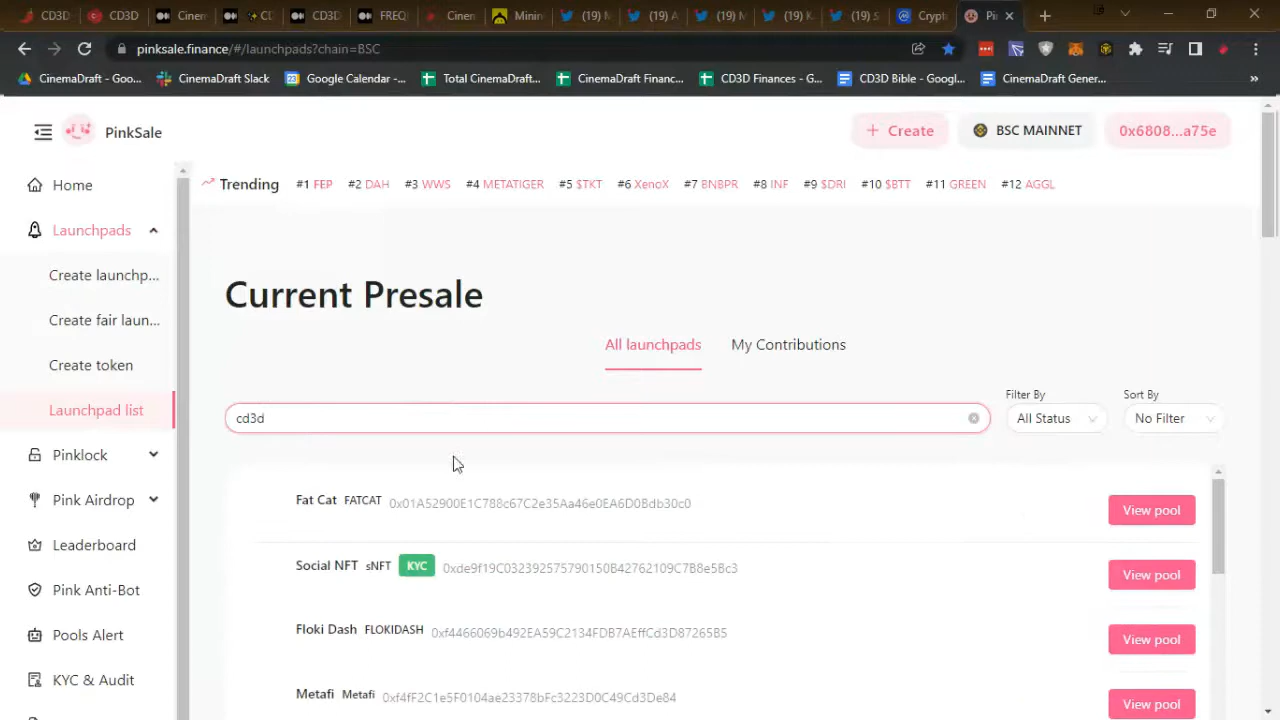 CD3D
CD3D
Cinem
CD
CD3D
FREQ
Cinen
Minin
(19) M
(19) A
(19) M
(19) K
(19) S
Crypt
Pi
pinksale.finance/#/launchpads?chain=BSC
CinemaDraft - Goo...
CinemaDraft Slack
Google Calendar -...
Total CinemaDraft...
CinemaDraft Financ...
CD3D Finances - G...
CD3D Bible - Googl...
CinemaDraft Gener...
PinkSale
Create
BSC MAINNET
0x6808...a75e
Trending #1 FEP #2 DAH #3 WWS #4 METATIGER #5 $TKT #6 XenoX #7 BNBPR #8 INF #9 $DRI #10 $BTT #11 GREEN #12 AGGL
Home
Launchpads
Create launchp...
Create fair laun...
Create token
Launchpad list
Pinklock
Pink Airdrop
Leaderboard
Pink Anti-Bot
Pools Alert
KYC & Audit
Current Presale
All launchpads
My Contributions
cd3d
Filter By
All Status
Sort By
No Filter
Fat Cat FATCAT 0x01A52900E1C788c67C2e35Aa46e0EA6D0Bdb30c0
View pool
Social NFT sNFT KYC 0xde9f19C032392575790150B42762109C7B8e5Bc3
View pool
Floki Dash FLOKIDASH 0xf4466069b492EA59C2134FDB7AEffCd3D87265B5
View pool
Metafi Metafi 0xf4fF2C1e5F0104ae23378bFc3223D0C49Cd3De84
View pool